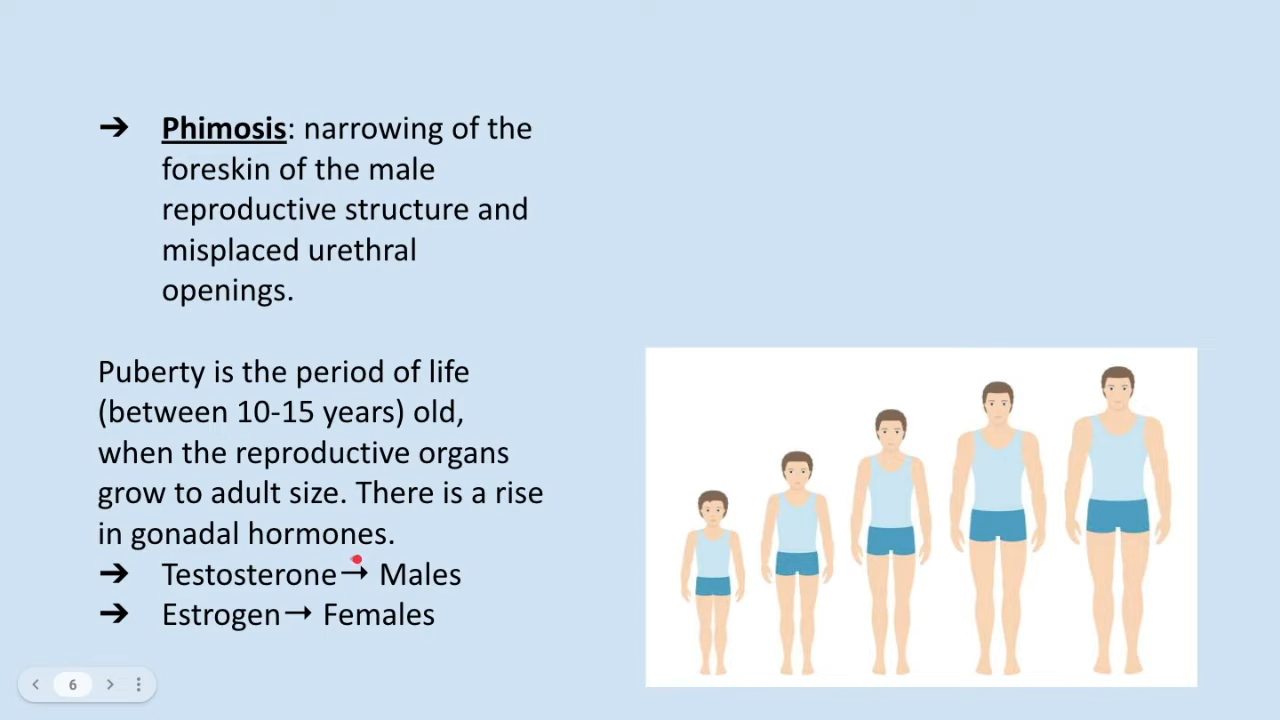 ➔ Phimosis: narrowing of the
foreskin of the male
reproductive structure and
misplaced urethral
openings.
Puberty is the period of life
(between 10-15 years) old,
when the reproductive organs
grow to adult size. There is a rise
in gonadal hormones.
➔ Testosterone→ Males
➔ Estrogen→ Females
6